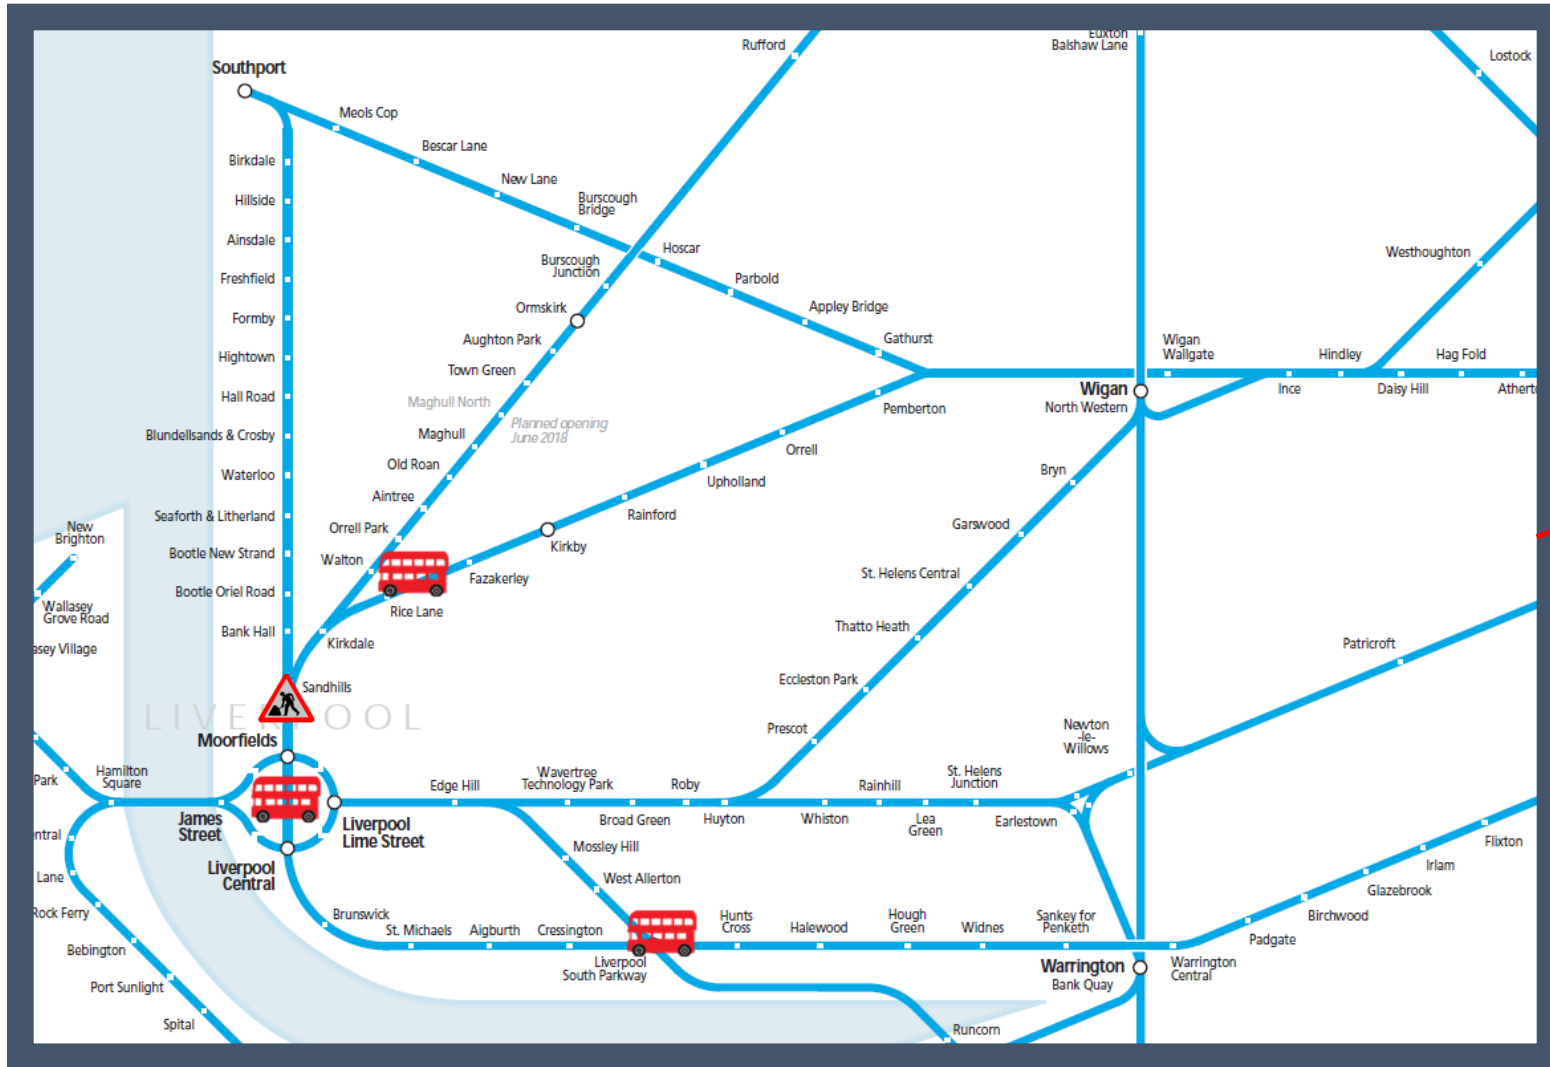 Rufford
Euxton
Balshaw Lane
Lostock
Southport
Meols Cop
Bescar Lane
Birkdale
New Lane
Hillside
Burscough
Bridge
Ainsdale
Hoscar
Westhoughton
Burscough
Junction
Freshfield
Parbold
Ormskirk
Appley Bridge
Formby
Aughton Park
Gathurst
Wigan
Wallgate
Hightown
Hindley
Hag Fold
Town Green
Wigan
North Western
Ince
Daisy Hill
Athert
Hall Road
Maghull North
Pemberton
Planned opening
June 2018
Blundellsands & Crosby
Maghull
Orrell
Old Roan
Bryn
Waterloo
Upholland
Aintree
Rainford
Seaforth & Litherland
Orrell Park
Garswood
New
Brighton
Kirkby
Bootle New Strand
Walton
Fazakerley
St. Helens Central
Bootle Oriel Road
Wallasey
Grove Road
Rice Lane
Bank Hall
Kirkdale
Thatto Heath
Patricroft
asey Village
Sandhills
Eccleston Park
LIVERPOOL
Prescot
Newton
-le-
Willows
Moorfields
Park
Hamilton
Square
Edge Hill
Wavertree
Technology Park
Roby
Rainhill
St. Helens
Junction
James
Street
Liverpool
Lime Street
Broad Green
Huyton
Whiston
Lea
Green
Earlestown
ntral
Mossley Hill
Flixton
Liverpool
Central
Lane
West Allerton
Irlam
Glazebrook
Rock Ferry
Brunswick
St. Michaels
Aigburth
Cressington
Hunts
Cross
Halewood
Hough
Green
Widnes
Sankey for
Penketh
Birchwood
Padgate
Bebington
Liverpool
South Parkway
Warrington
Bank Quay
Warrington
Central
Port Sunlight
Spital
Runcorn